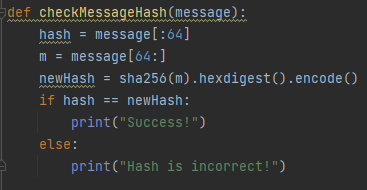 def checkMessageHash(message):
    hash = message[:64]
    m = message[64:]
    newHash = sha256(m).hexdigest().encode()
    if hash == newHash:
        print("Success!")
    else:
        print("Hash is incorrect!")